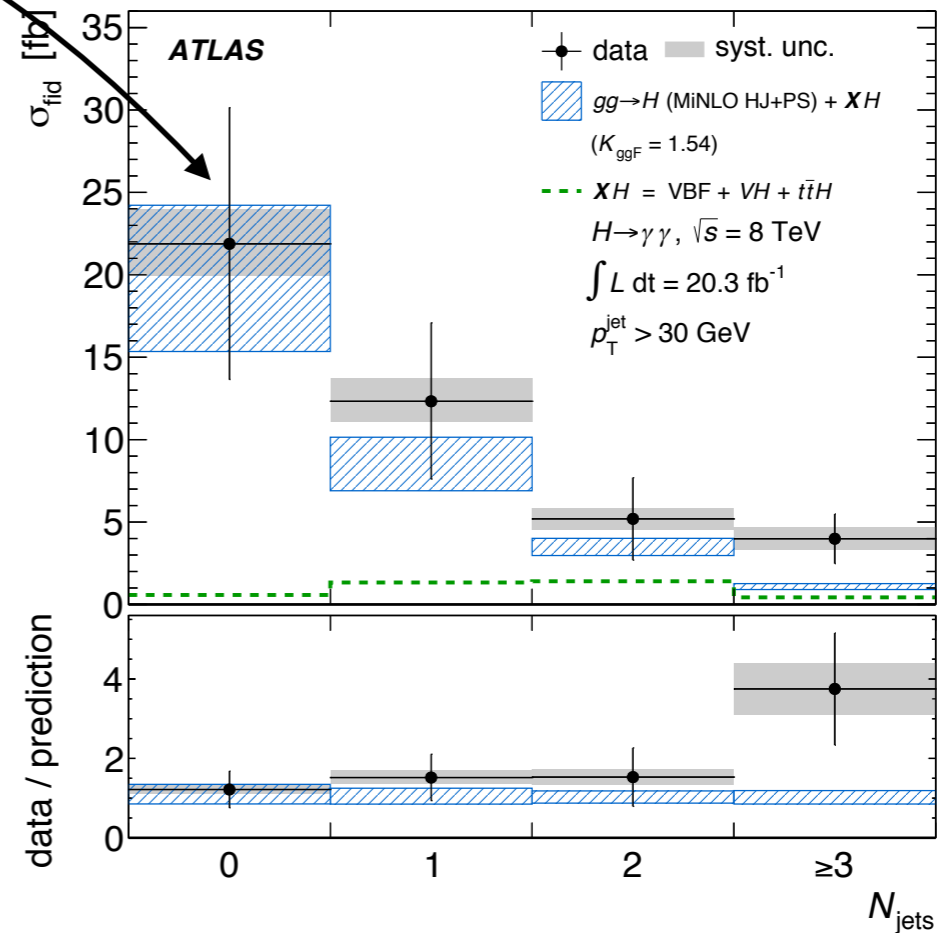 σfid [fb]
35
30
25
20
15
10
5
0
ATLAS
data
syst. unc.
gg→H (MiNLO HJ+PS) + XH
(KggF = 1.54)
XH = VBF + VH + tt̄H
H→γγ, √s = 8 TeV
∫ L dt = 20.3 fb⁻¹
pTjet > 30 GeV
data / prediction
4
2
0
0 1 2 ≥3
Njets